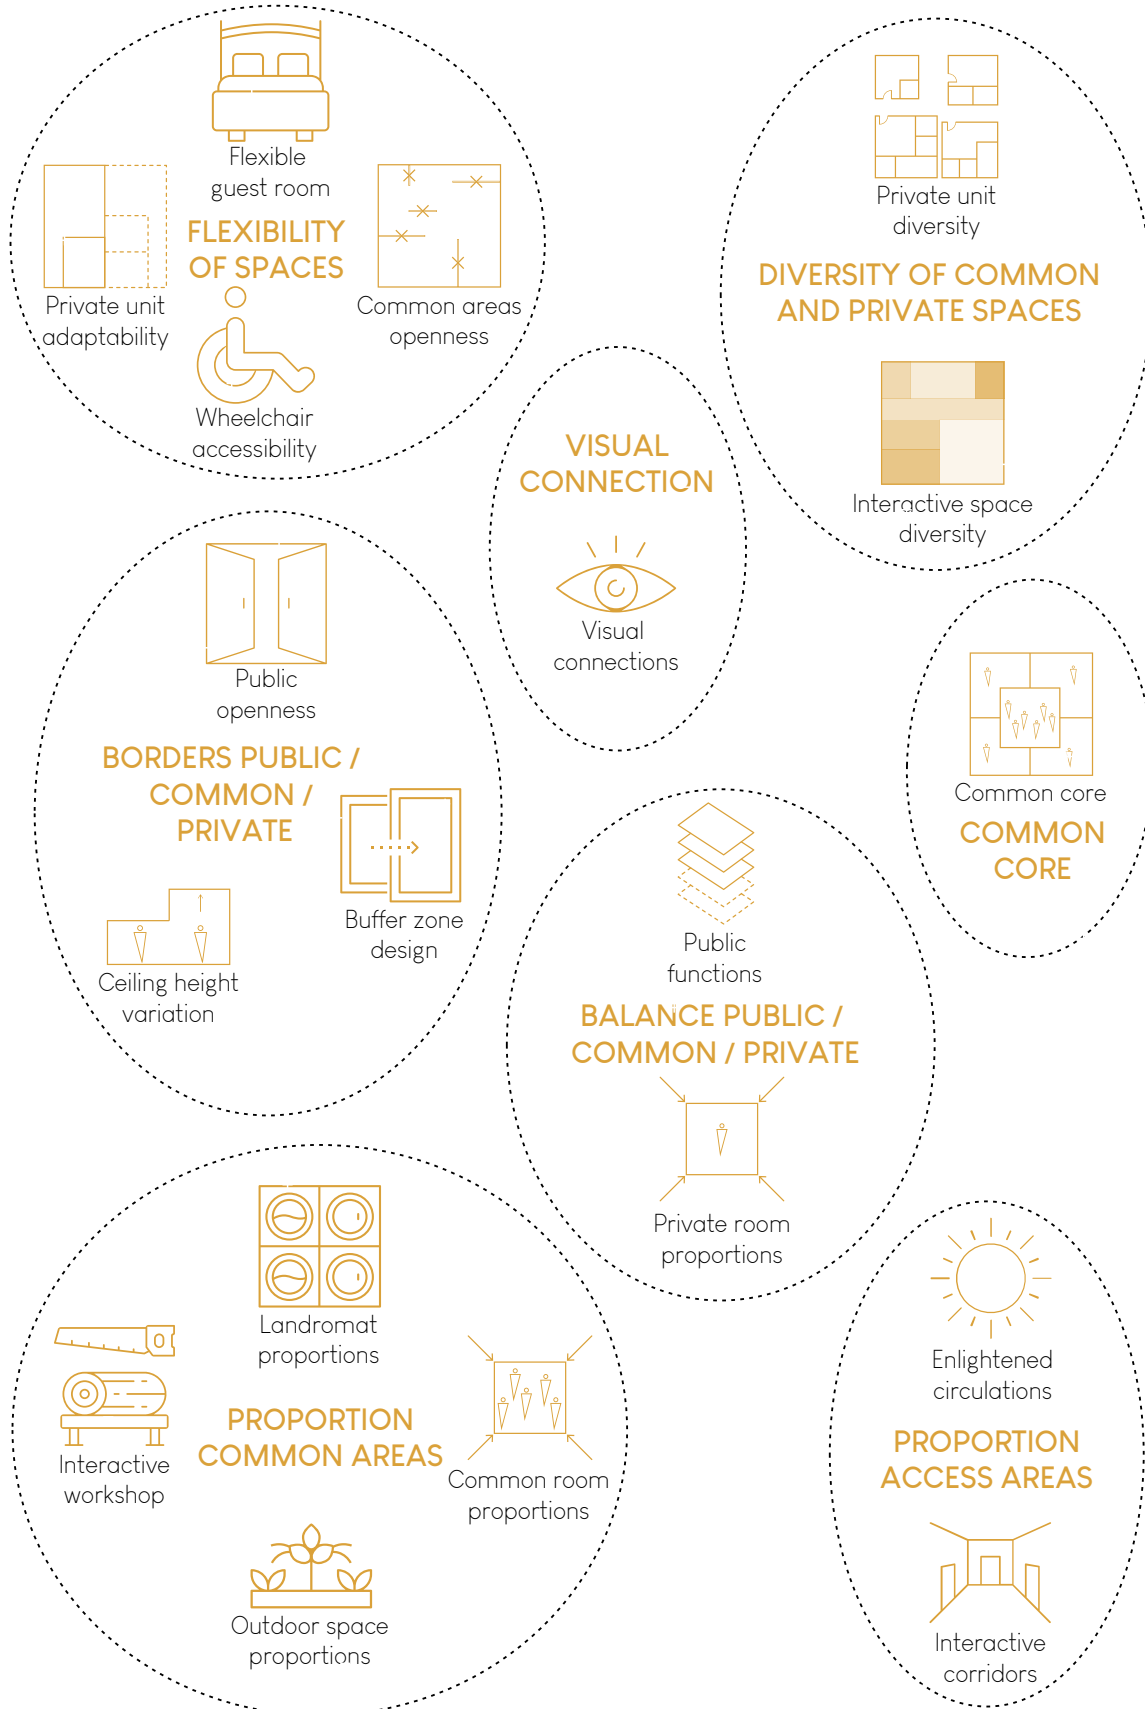 Flexible
guest room
FLEXIBILITY
OF SPACES
Private unit
adaptability
Common areas
openness
Wheelchair
accessibility
Private unit
diversity
DIVERSITY OF COMMON
AND PRIVATE SPACES
Interactive space
diversity
VISUAL
CONNECTION
Visual
connections
Public
openness
BORDERS PUBLIC /
COMMON /
PRIVATE
Buffer zone
design
Ceiling height
variation
Common core
COMMON
CORE
Public
functions
BALANCE PUBLIC /
COMMON / PRIVATE
Private room
proportions
Landromat
proportions
Interactive
workshop
PROPORTION
COMMON AREAS
Common room
proportions
Outdoor space
proportions
Enlightened
circulations
PROPORTION
ACCESS AREAS
Interactive
corridors